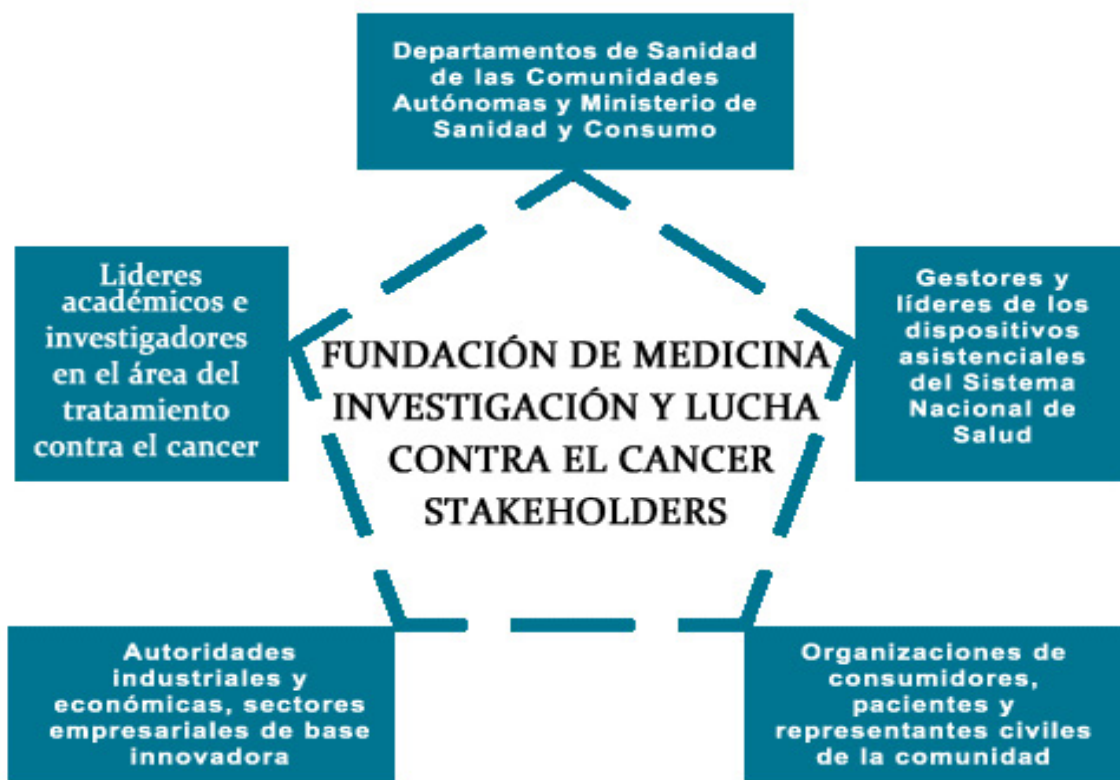 Departamentos de Sanidad
de las Comunidades
Autónomas y Ministerio de
Sanidad y Consumo
Lideres
académicos e
investigadores
en el área del
tratamiento
contra el cancer
FUNDACIÓN DE MEDICINA
INVESTIGACIÓN Y LUCHA
CONTRA EL CANCER
STAKEHOLDERS
Gestores y
líderes de los
dispositivos
asistenciales
del Sistema
Nacional de
Salud
Autoridades
industriales y
económicas, sectores
empresariales de base
innovadora
Organizaciones de
consumidores,
pacientes y
representantes civiles
de la comunidad